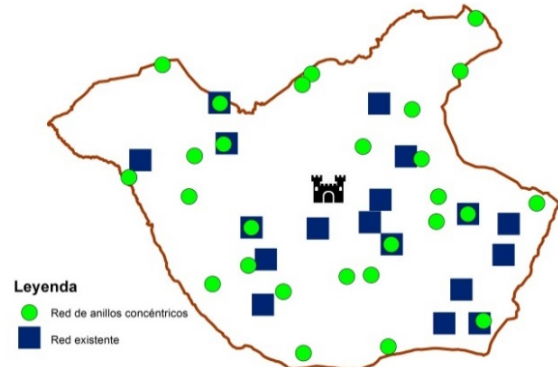 Leyenda
Red de anillos concéntricos
Red existente